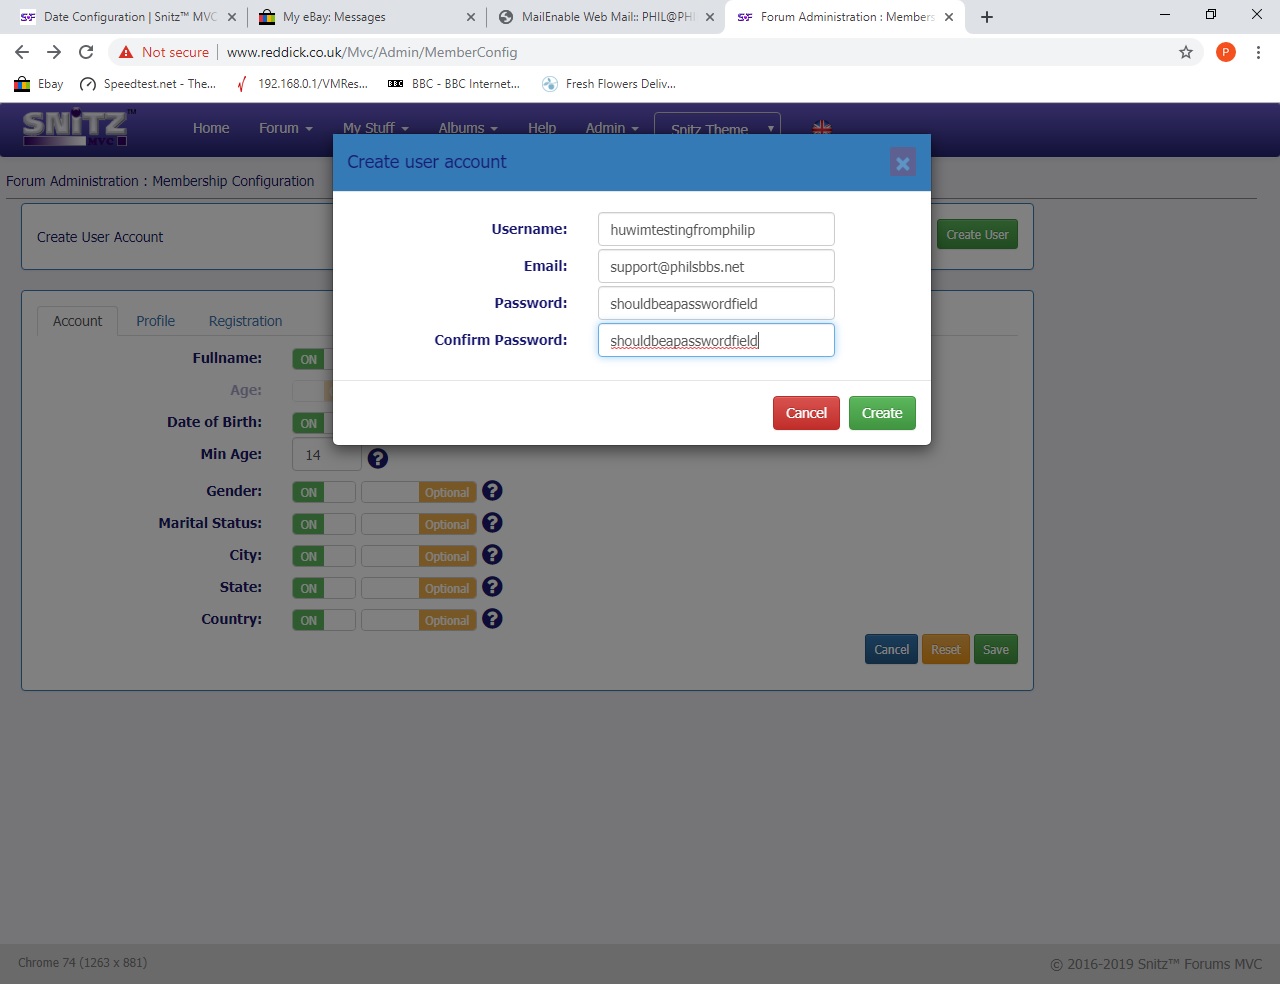 Date Configuration | Snitz™ MVC
My eBay: Messages
MailEnable Web Mail:: PHIL@PHI
Forum Administration : Members
Not secure
www.reddick.co.uk/Mvc/Admin/MemberConfig
P
Ebay
Speedtest.net - The...
192.168.0.1/VMRes...
BBC - BBC Internet...
Fresh Flowers Deliv...
SNiTZ™
MVC
Home
Forum
My Stuff
Albums
Help
Admin
Snitz Theme
Forum Administration : Membership Configuration
Create User Account
Create User
Create user account
Username:
huwimtestingfromphilip
Email:
support@philsbbs.net
Password:
shouldbeapasswordfield
Confirm Password:
shouldbeapasswordfield
Cancel
Create
Account
Profile
Registration
Fullname:
ON
Age:
Date of Birth:
ON
Min Age:
14
Gender:
ON
Optional
Marital Status:
ON
Optional
City:
ON
Optional
State:
ON
Optional
Country:
ON
Optional
Cancel
Reset
Save
Chrome 74 (1263 x 881)
© 2016-2019 Snitz™ Forums MVC